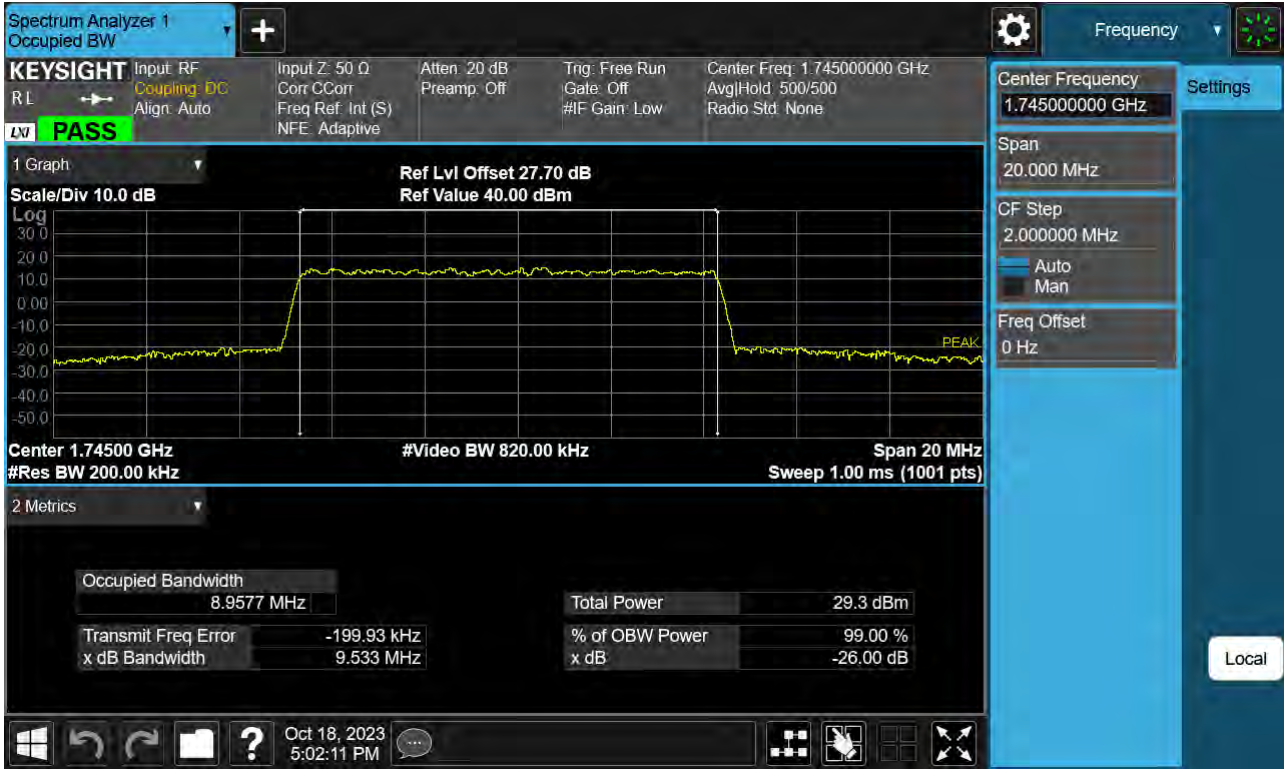 Spectrum Analyzer 1
Occupied BW
Frequency
KEYSIGHT
R L
LXI
PASS
Input: RF
Coupling: DC
Align: Auto
Input Z: 50 Ω
Corr CCorr
Freq Ref: Int (S)
NFE: Adaptive
Atten: 20 dB
Preamp: Off
Trig: Free Run
Gate: Off
#IF Gain: Low
Center Freq: 1.745000000 GHz
Avg|Hold: 500/500
Radio Std: None
Center Frequency
1.745000000 GHz
Settings
Span
20.000 MHz
CF Step
2.000000 MHz
Auto
Man
Freq Offset
0 Hz
1 Graph
Scale/Div 10.0 dB
Ref Lvl Offset 27.70 dB
Ref Value 40.00 dBm
Log
30.0
20.0
10.0
0.00
-10.0
-20.0
-30.0
-40.0
-50.0
PEAK
Center 1.74500 GHz
#Video BW 820.00 kHz
Span 20 MHz
#Res BW 200.00 kHz
Sweep 1.00 ms (1001 pts)
2 Metrics
Occupied Bandwidth
8.9577 MHz
Total Power 29.3 dBm
Transmit Freq Error -199.93 kHz
% of OBW Power 99.00 %
x dB Bandwidth 9.533 MHz
x dB -26.00 dB
Local
?
Oct 18, 2023
5:02:11 PM